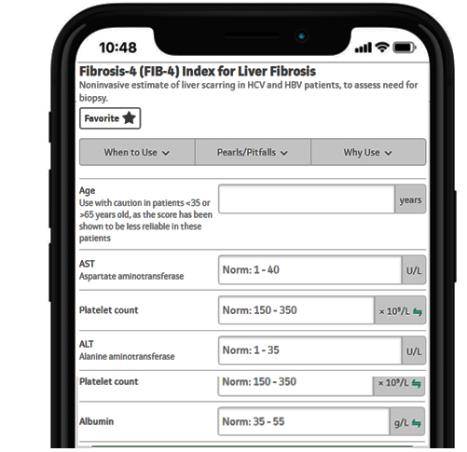 10:48
Fibrosis-4 (FIB-4) Index for Liver Fibrosis
Noninvasive estimate of liver scarring in HCV and HBV patients, to assess need for
biopsy.
Favorite
When to Use Pearls/Pitfalls Why Use
Age
Use with caution in patients <35 or
>65 years old, as the score has been
shown to be less reliable in these
patients
years
AST
Aspartate aminotransferase
Norm: 1 - 40 U/L
Platelet count Norm: 150 - 350 × 10⁹/L
ALT
Alanine aminotransferase
Norm: 1 - 35 U/L
Platelet count Norm: 150 - 350 × 10⁹/L
Albumin Norm: 35 - 55 g/L